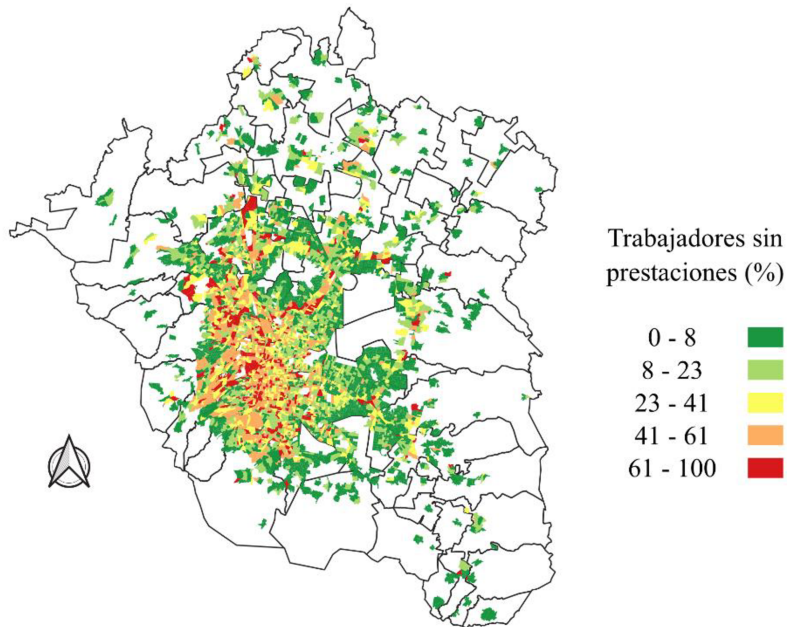 Trabajadores sin
prestaciones (%)
0 - 8
8 - 23
23 - 41
41 - 61
61 - 100